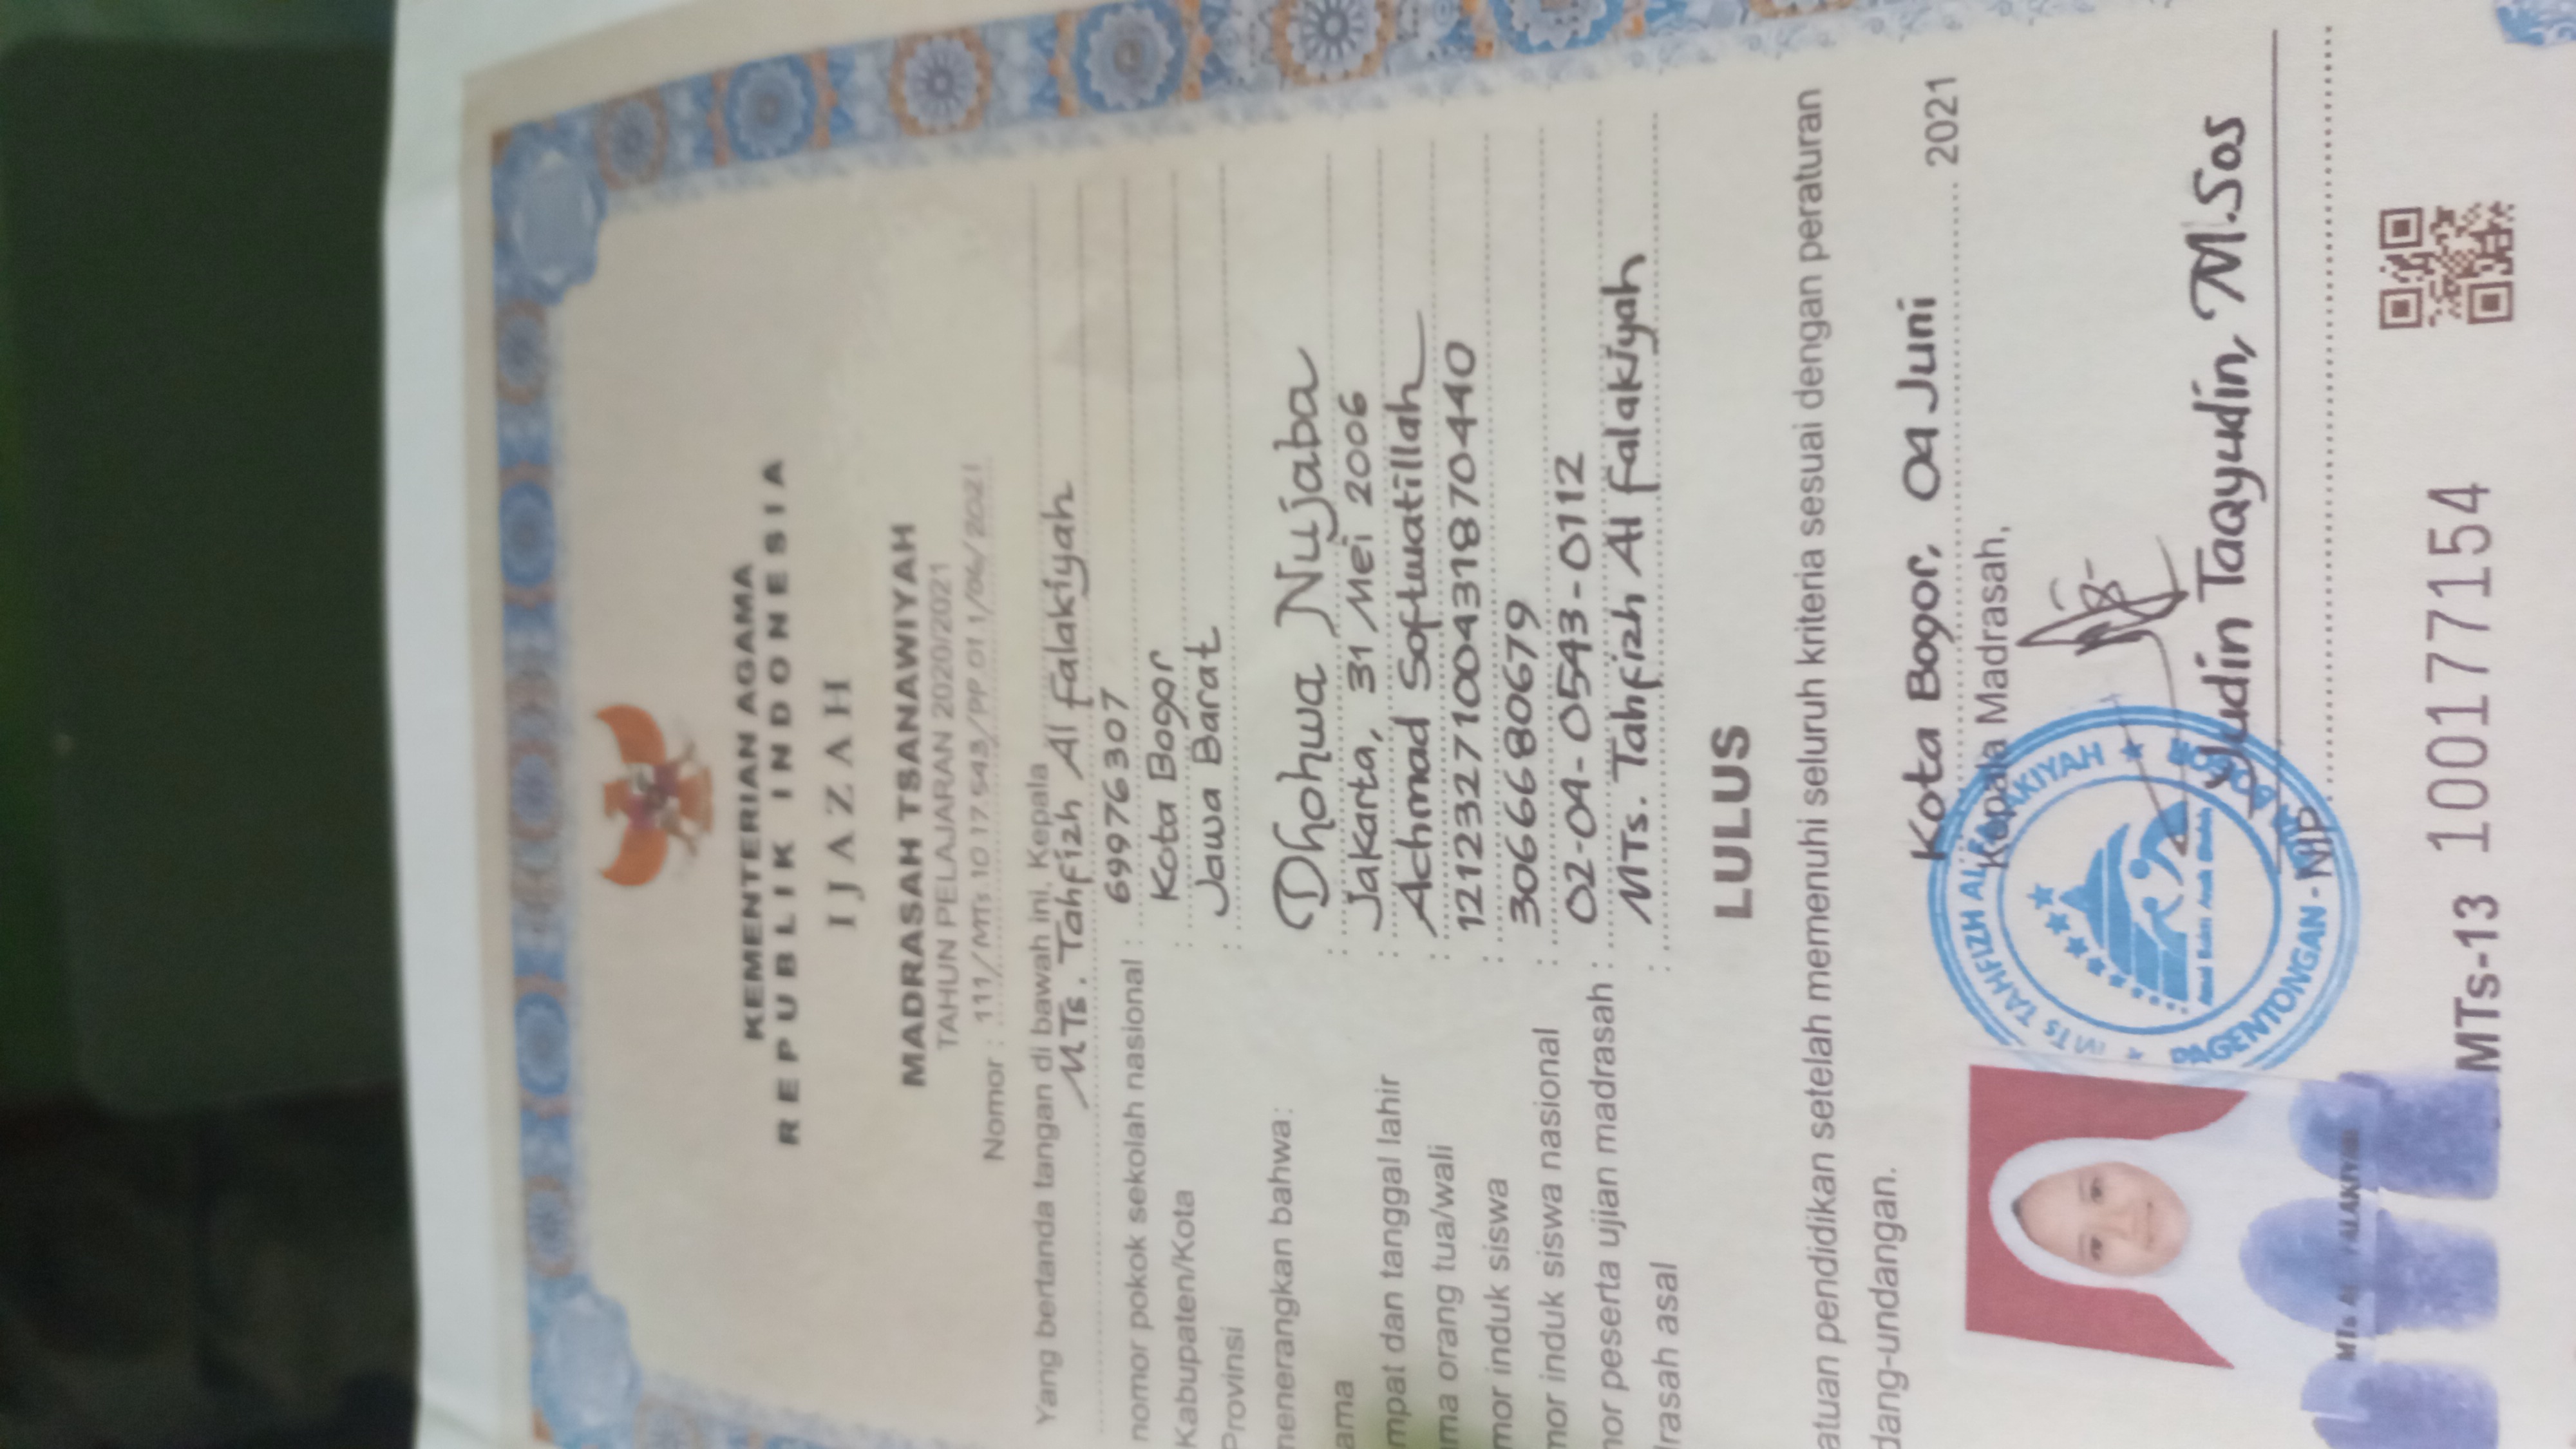 KEMENTERIAN AGAMA
REPUBLIK INDONESIA
IJAZAH
MADRASAH TSANAWIYAH
TAHUN PELAJARAN 2020/2021
Nomor : 111/MTs.10.17.543/PP.01.1/06/2021
Yang bertanda tangan di bawah ini, Kepala
MTs. Tahfizh Al Falakiyah
nomor pokok sekolah nasional : 69976307
Kabupaten/Kota : Kota Bogor
Provinsi : Jawa Barat
menerangkan bahwa:
ama : Dhohwa Nujaba
mpat dan tanggal lahir : Jakarta, 31 Mei 2006
ma orang tua/wali : Achmad Softwatillah
mor induk siswa : 1212327100431870440
mor induk siswa nasional : 3066680679
nor peserta ujian madrasah : 02-04-0543-0112
drasah asal : MTs. Tahfizh Al Falakiyah
LULUS
atuan pendidikan setelah memenuhi seluruh kriteria sesuai dengan peraturan
dang-undangan.
Kota Bogor, 04 Juni 2021
Kepala Madrasah,
MTs TAHFIZH AL FALAKIYAH
PAGENTONGAN - KOTA BOGOR
Yudin Taqyudin, M.Sos
NIP.
MTs AL FALAKIYAH
MTs-13 100177154